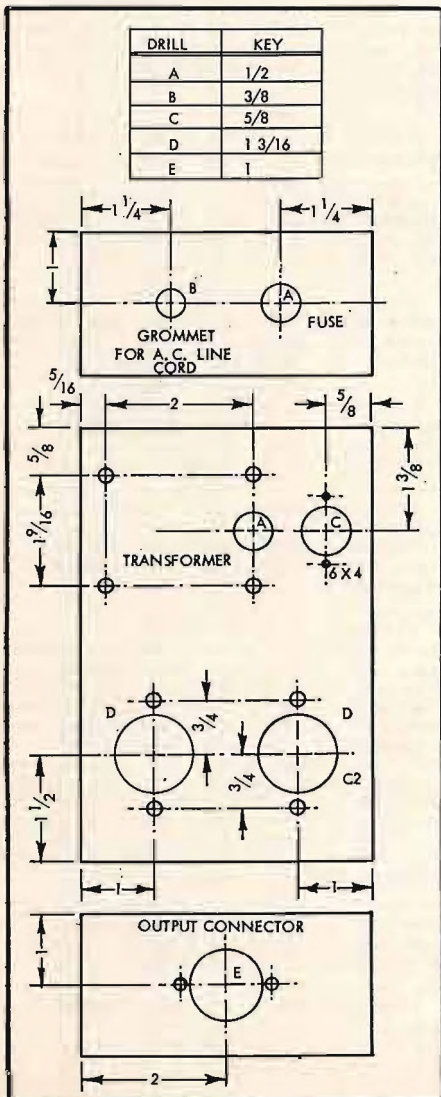 DRILL KEY
A 1/2
B 3/8
C 5/8
D 1 3/16
E 1
1 1/4 1 1/4
1
B A
GROMMET FUSE
FOR A.C. LINE
CORD
5/16 2 5/8
5/8 1 3/8
1 9/16
A C
TRANSFORMER 6X4
D 3/4 D
3/4 C2
1 1/2
1 1
OUTPUT CONNECTOR
1
E
2